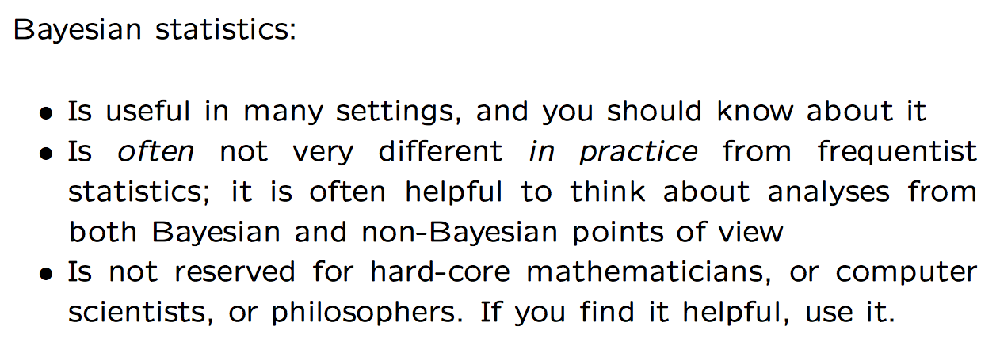 Bayesian statistics:
• Is useful in many settings, and you should know about it
• Is often not very different in practice from frequentist
statistics; it is often helpful to think about analyses from
both Bayesian and non-Bayesian points of view
• Is not reserved for hard-core mathematicians, or computer
scientists, or philosophers. If you find it helpful, use it.